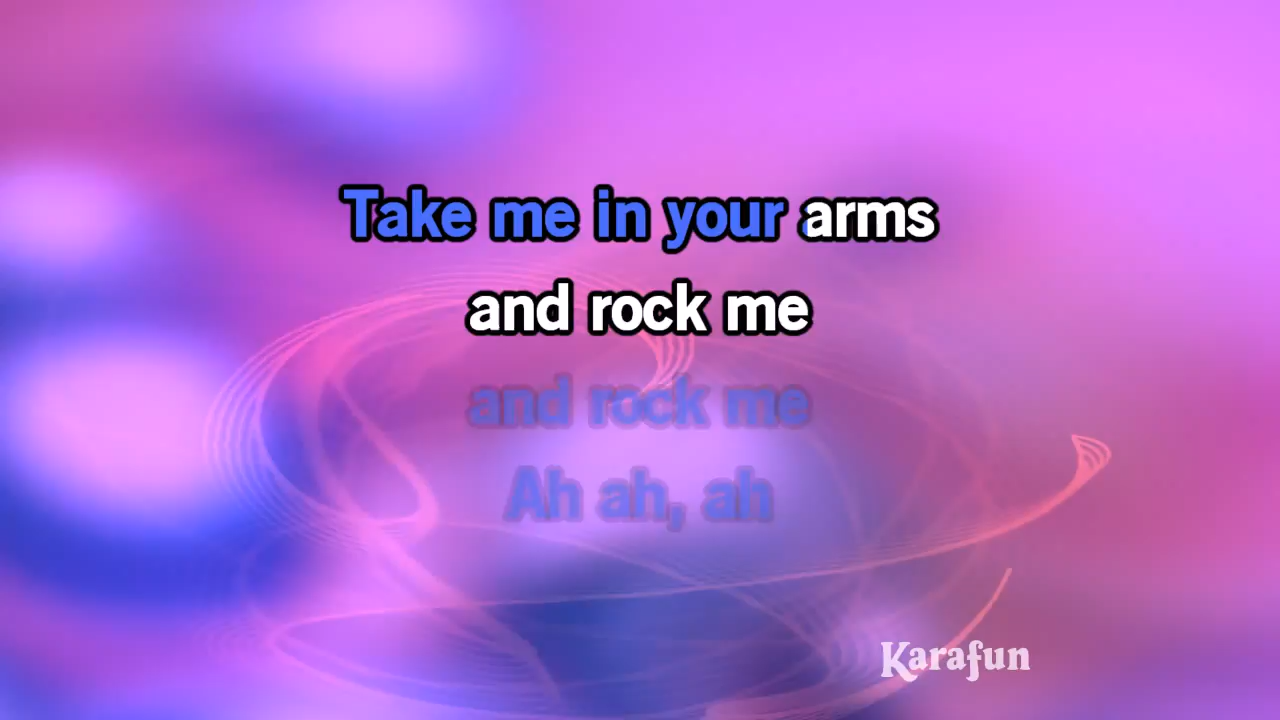 Take me in your arms
and rock me
and rock me
Ah ah, ah
Karafun